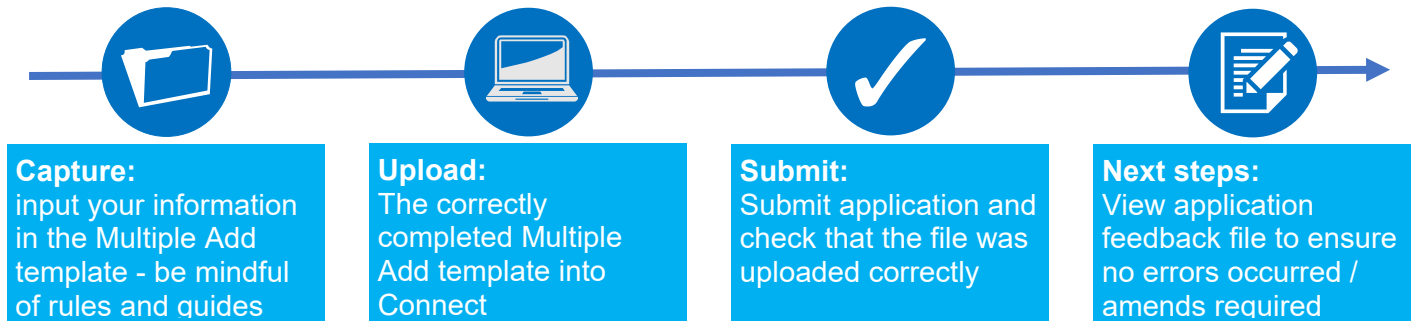 Capture:
input your information
in the Multiple Add
template - be mindful
of rules and guides
Upload:
The correctly
completed Multiple
Add template into
Connect
Submit:
Submit application and
check that the file was
uploaded correctly
Next steps:
View application
feedback file to ensure
no errors occurred /
amends required